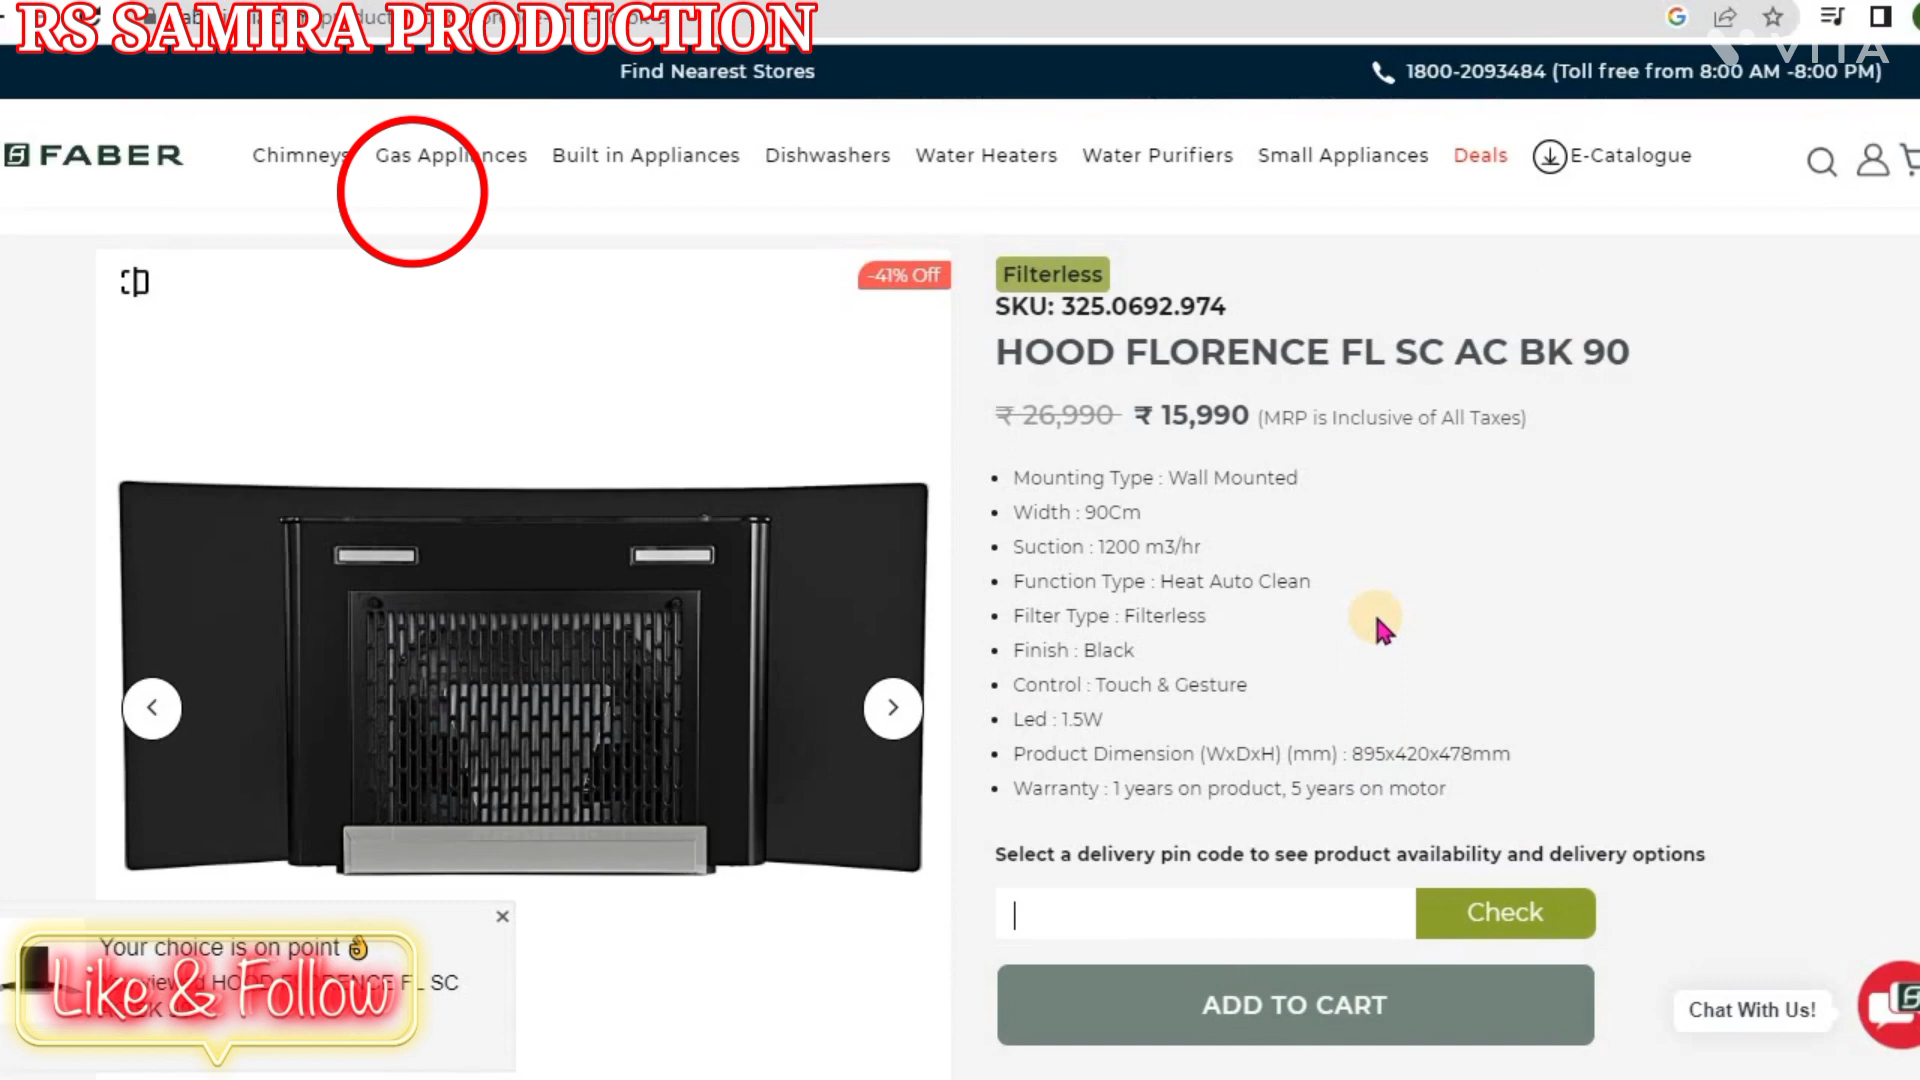 RS SAMIRA PRODUCTION
VITA
Find Nearest Stores
1800-2093484 (Toll free from 8:00 AM -8:00 PM)
FABER
Chimneys Gas Appliances Built in Appliances Dishwashers Water Heaters Water Purifiers Small Appliances Deals E-Catalogue
-41% Off
Filterless
SKU: 325.0692.974
HOOD FLORENCE FL SC AC BK 90
₹ 26,990 ₹ 15,990 (MRP is Inclusive of All Taxes)
Mounting Type : Wall Mounted
Width : 90Cm
Suction : 1200 m3/hr
Function Type : Heat Auto Clean
Filter Type : Filterless
Finish : Black
Control : Touch & Gesture
Led : 1.5W
Product Dimension (WxDxH) (mm) : 895x420x478mm
Warranty : 1 years on product, 5 years on motor
Select a delivery pin code to see product availability and delivery options
Check
ADD TO CART
Your choice is on point 👌
HOOD FLORENCE FL SC
Like & Follow
Chat With Us!